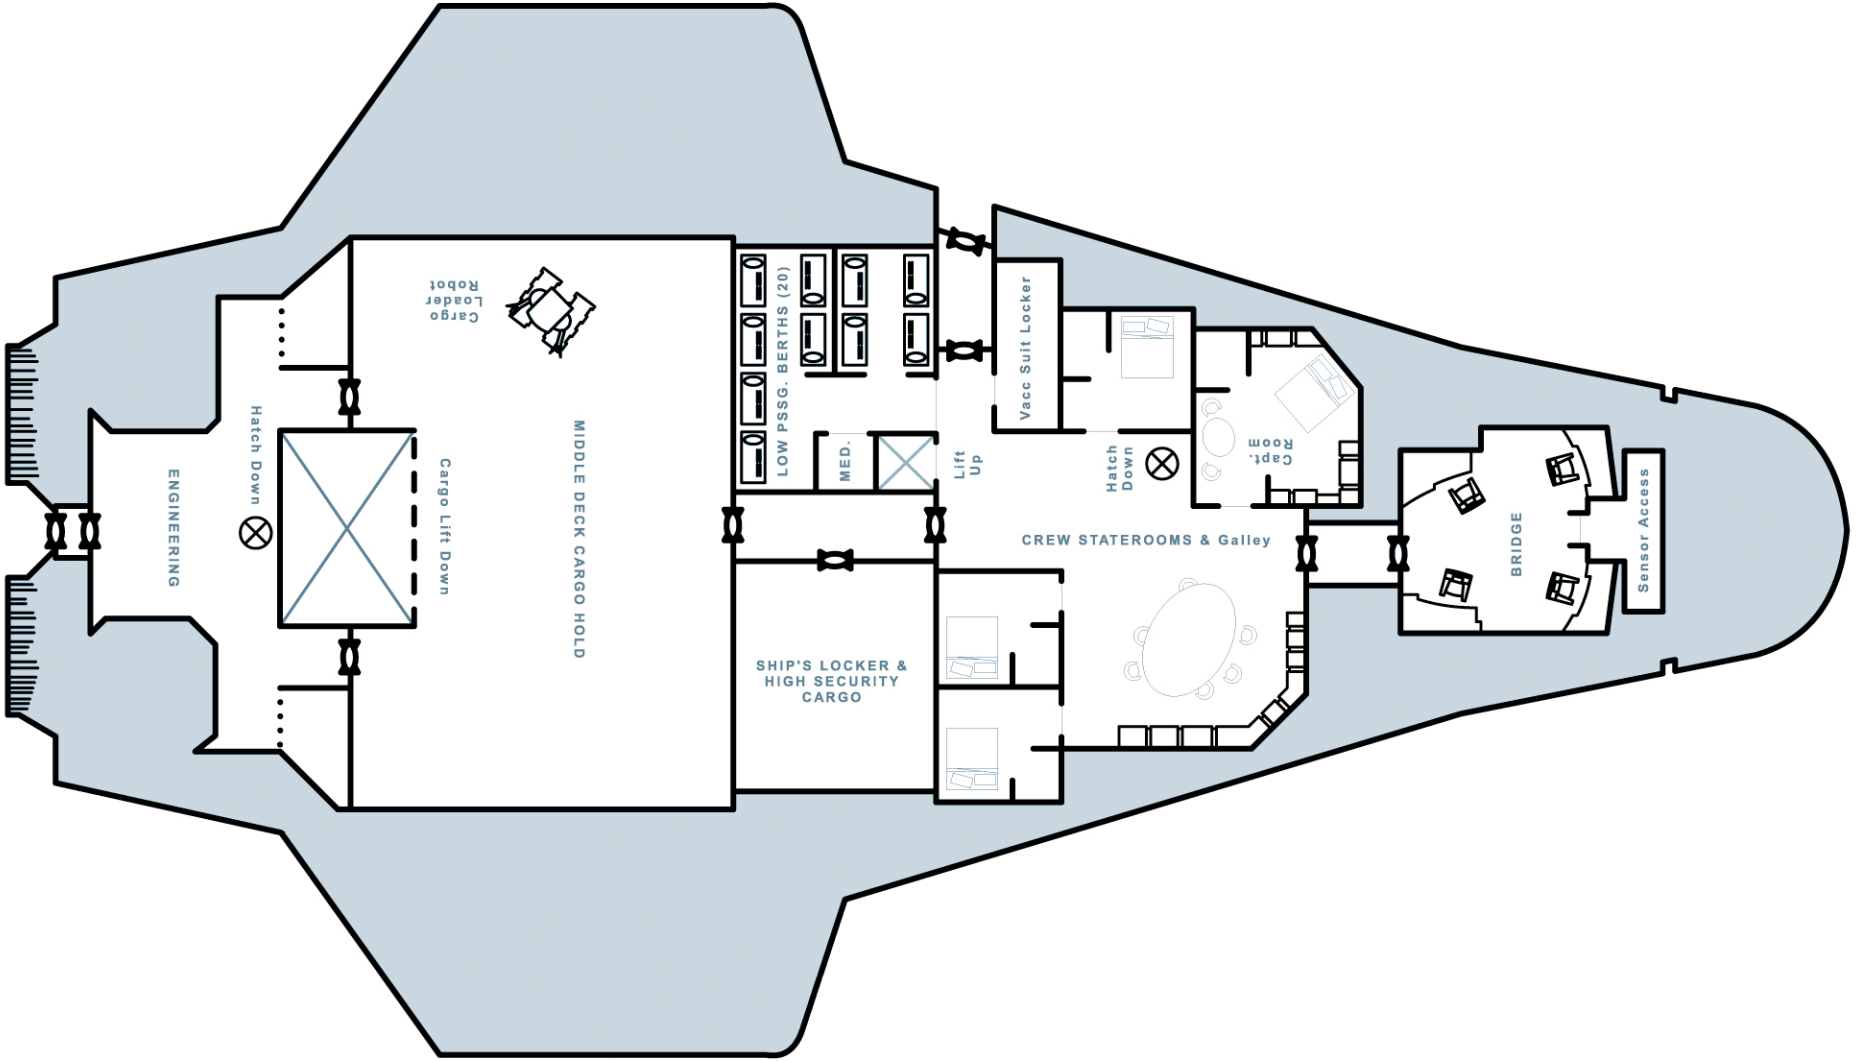 Cargo
Loader
Robot
Hatch Down
ENGINEERING
Cargo Lift Down
MIDDLE DECK CARGO HOLD
LOW PSSG. BERTHS (20)
MED.
Lift
Up
Vacc Suit Locker
Hatch
Down
Capt.
Room
CREW STATEROOMS & Galley
SHIP'S LOCKER &
HIGH SECURITY
CARGO
BRIDGE
Sensor Access